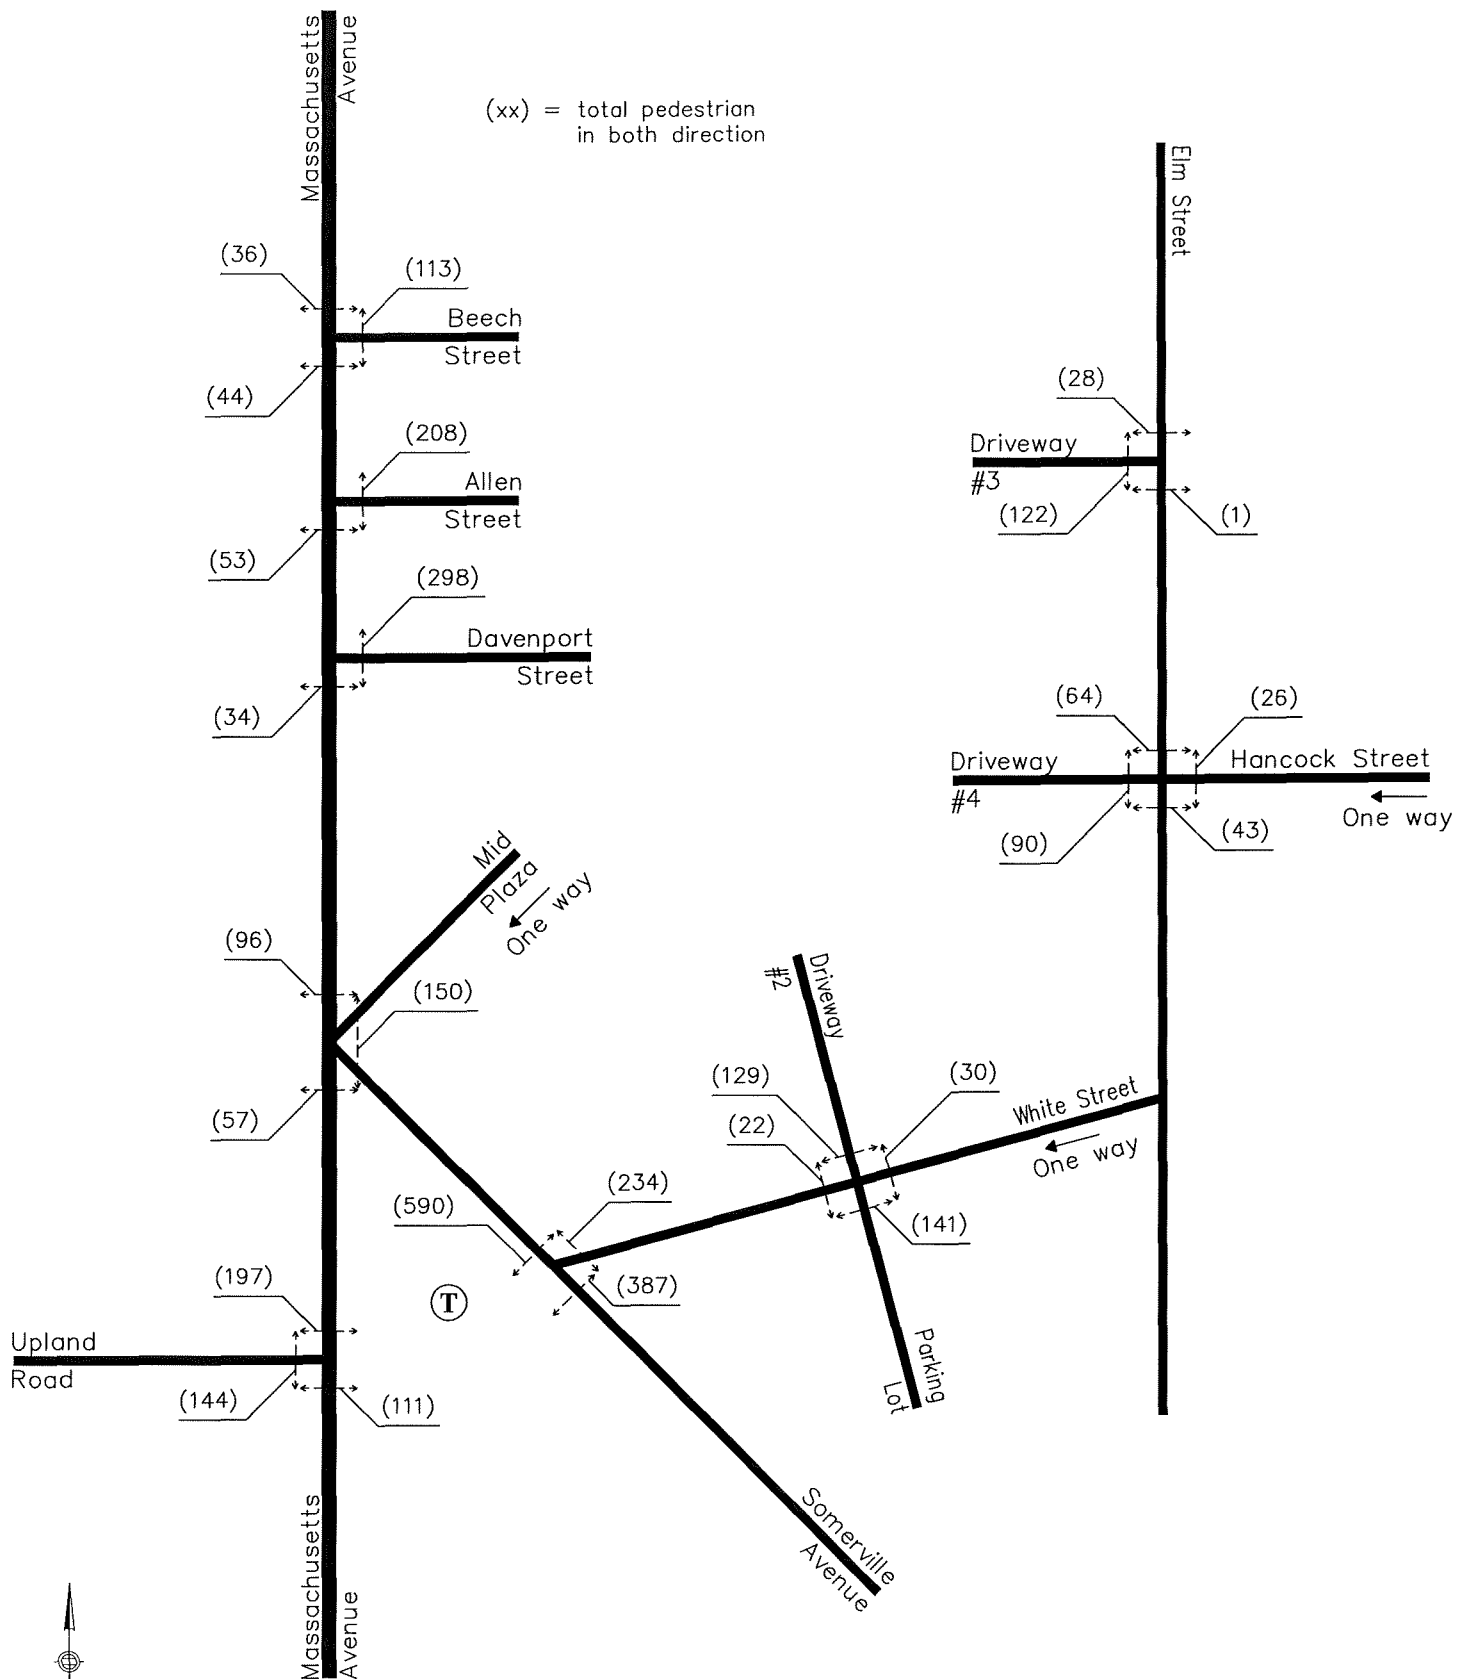 Massachusetts
Avenue
(xx) = total pedestrian
in both direction
Elm Street
(36)
(113)
Beech
Street
(44)
(208)
Allen
Street
(53)
(298)
Davenport
Street
(34)
(28)
Driveway
#3
(122)
(1)
(64)
(26)
Driveway
#4
Hancock Street
One way
(90)
(43)
Mid
Plaza
One way
(96)
(150)
(57)
Driveway
#2
(129)
(30)
(22)
White Street
One way
(141)
(234)
(590)
(387)
T
(197)
Upland
Road
(144)
(111)
Parking
Lot
Somerville
Avenue
Massachusetts
Avenue